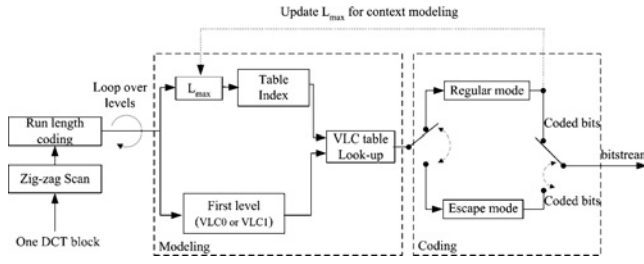 Update Lmax for context modeling
Loop over
levels
Lmax
Table
Index
Regular mode
Run length
coding
VLC table
Look-up
Coded bits
bitstream
Zig-zag Scan
First level
(VLC0 or VLC1)
Escape mode
Coded bits
One DCT block
Modeling
Coding